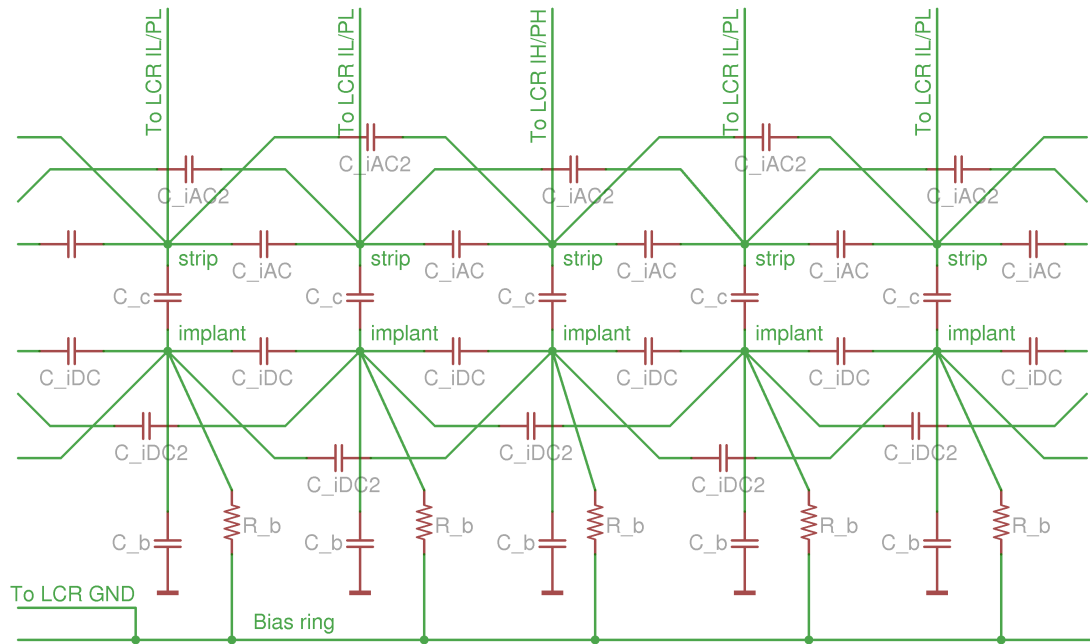 To LCR IL/PL
To LCR IL/PL
To LCR IH/PH
To LCR IL/PL
To LCR IL/PL
C_iAC2
C_iAC2
C_iAC2
C_iAC2
C_iAC2
strip
strip
strip
strip
strip
C_iAC
C_iAC
C_iAC
C_iAC
C_iAC
C_c
C_c
C_c
C_c
C_c
implant
implant
implant
implant
implant
C_iDC
C_iDC
C_iDC
C_iDC
C_iDC
C_iDC
C_iDC2
C_iDC2
C_iDC2
C_iDC2
C_iDC2
R_b
R_b
R_b
R_b
R_b
C_b
C_b
C_b
C_b
C_b
To LCR GND
Bias ring